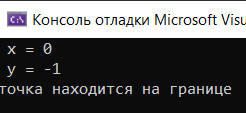 Консоль отладки Microsoft Visu
x = 0
y = -1
точка находится на границе